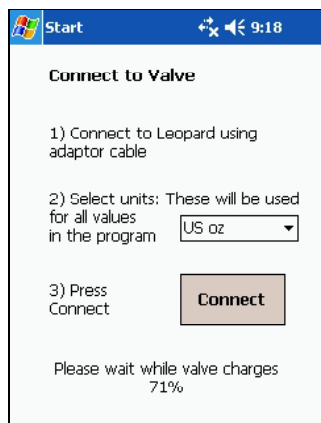 Start 9:18
Connect to Valve
1) Connect to Leopard using
adaptor cable
2) Select units: These will be used
for all values
in the program
US oz
3) Press
Connect
Connect
Please wait while valve charges
71%